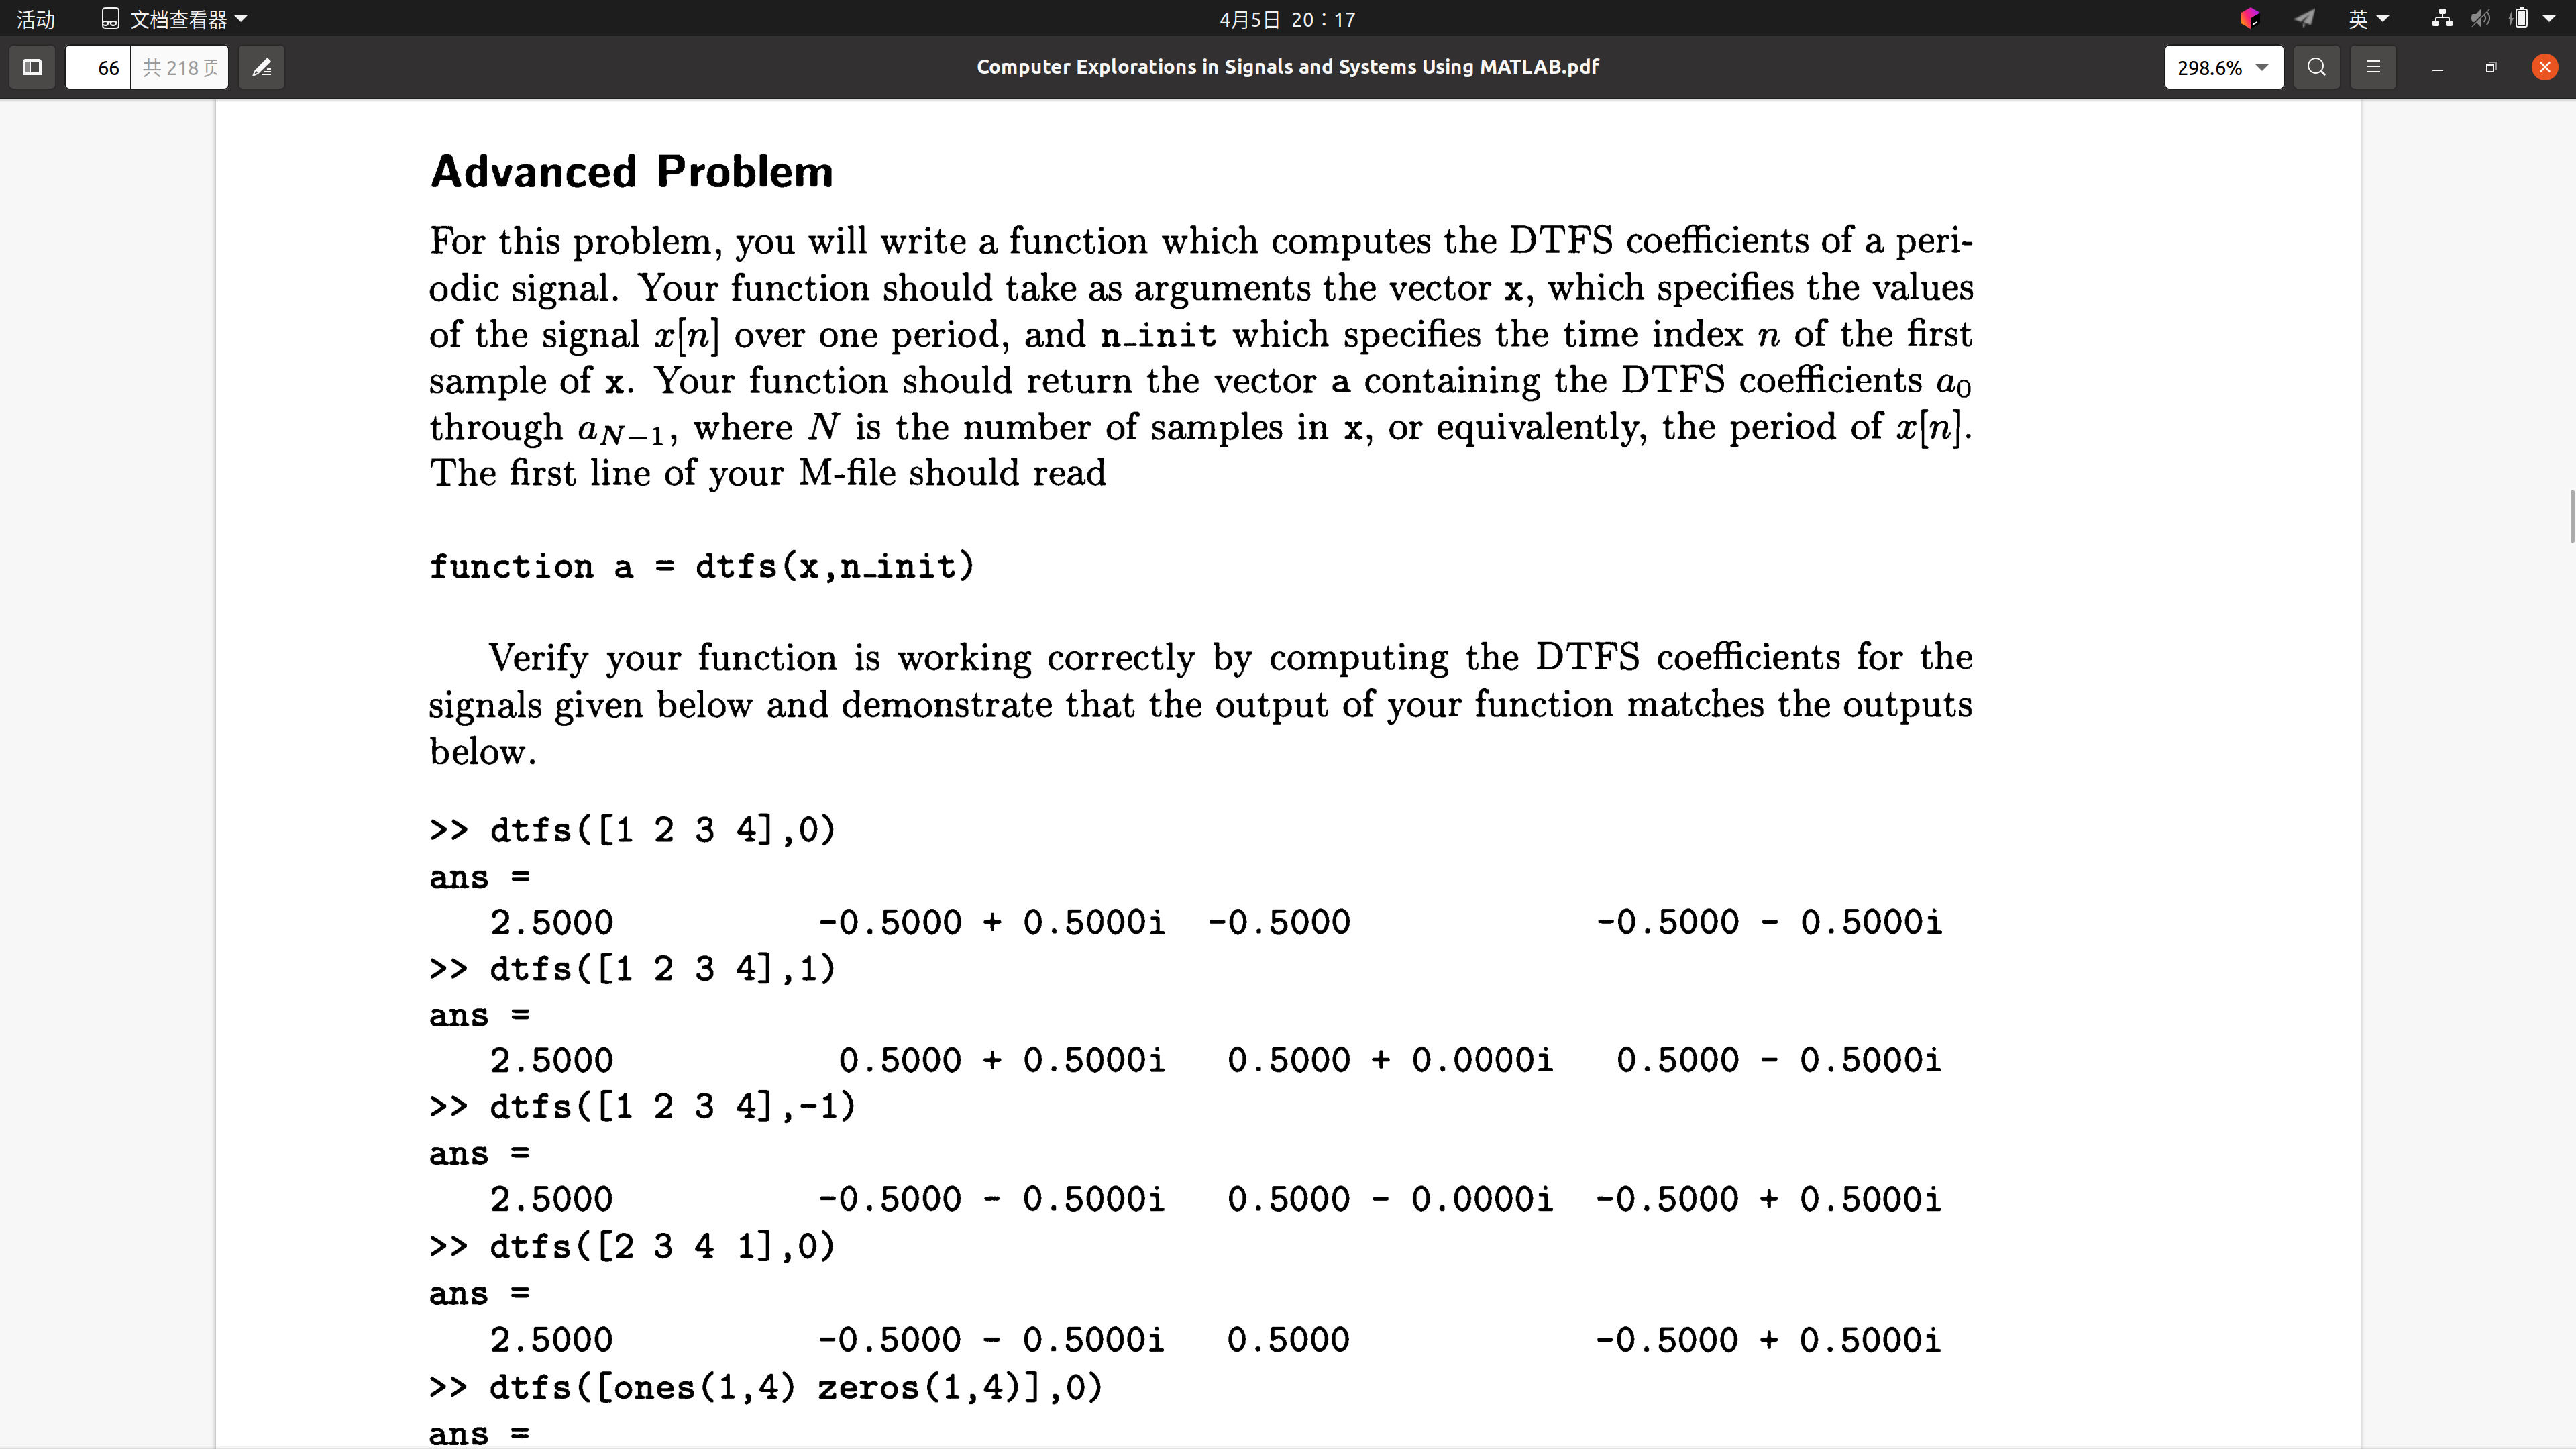 活动 文档查看器 4月5日 20：17 英
66 共 218 页 Computer Explorations in Signals and Systems Using MATLAB.pdf 298.6%
Advanced Problem
For this problem, you will write a function which computes the DTFS coefficients of a peri-
odic signal. Your function should take as arguments the vector x, which specifies the values
of the signal x[n] over one period, and n_init which specifies the time index n of the first
sample of x. Your function should return the vector a containing the DTFS coefficients a₀
through a_{N−1}, where N is the number of samples in x, or equivalently, the period of x[n].
The first line of your M-file should read
function a = dtfs(x,n_init)
Verify your function is working correctly by computing the DTFS coefficients for the
signals given below and demonstrate that the output of your function matches the outputs
below.
>> dtfs([1 2 3 4],0)
ans =
2.5000 -0.5000 + 0.5000i -0.5000 -0.5000 - 0.5000i
>> dtfs([1 2 3 4],1)
ans =
2.5000 0.5000 + 0.5000i 0.5000 + 0.0000i 0.5000 - 0.5000i
>> dtfs([1 2 3 4],-1)
ans =
2.5000 -0.5000 - 0.5000i 0.5000 - 0.0000i -0.5000 + 0.5000i
>> dtfs([2 3 4 1],0)
ans =
2.5000 -0.5000 - 0.5000i 0.5000 -0.5000 + 0.5000i
>> dtfs([ones(1,4) zeros(1,4)],0)
ans =